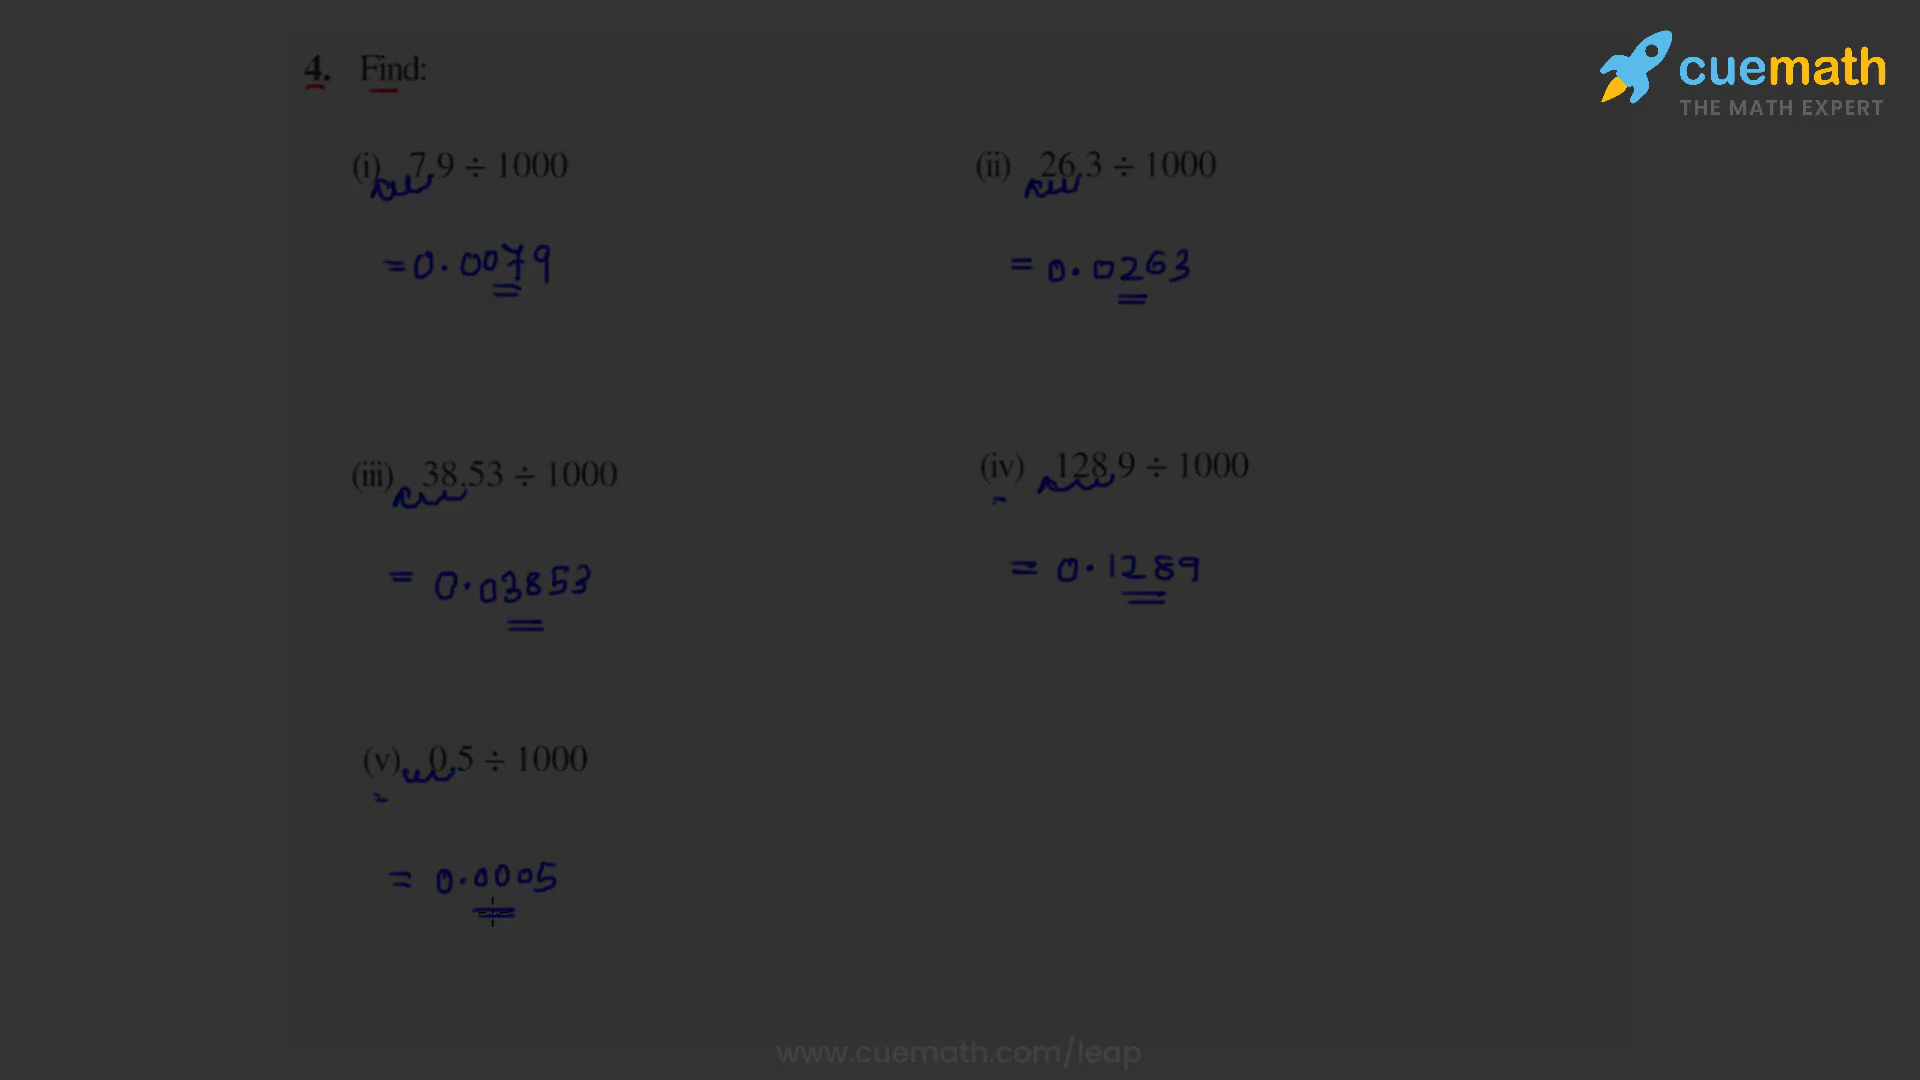 cuemath
THE MATH EXPERT
4. Find:
(i) 7.9 ÷ 1000
= 0.0079
(ii) 26.3 ÷ 1000
= 0.0263
(iii) 38.53 ÷ 1000
= 0.03853
(iv) 128.9 ÷ 1000
= 0.1289
(v) 0.5 ÷ 1000
= 0.0005
www.cuemath.com/leap